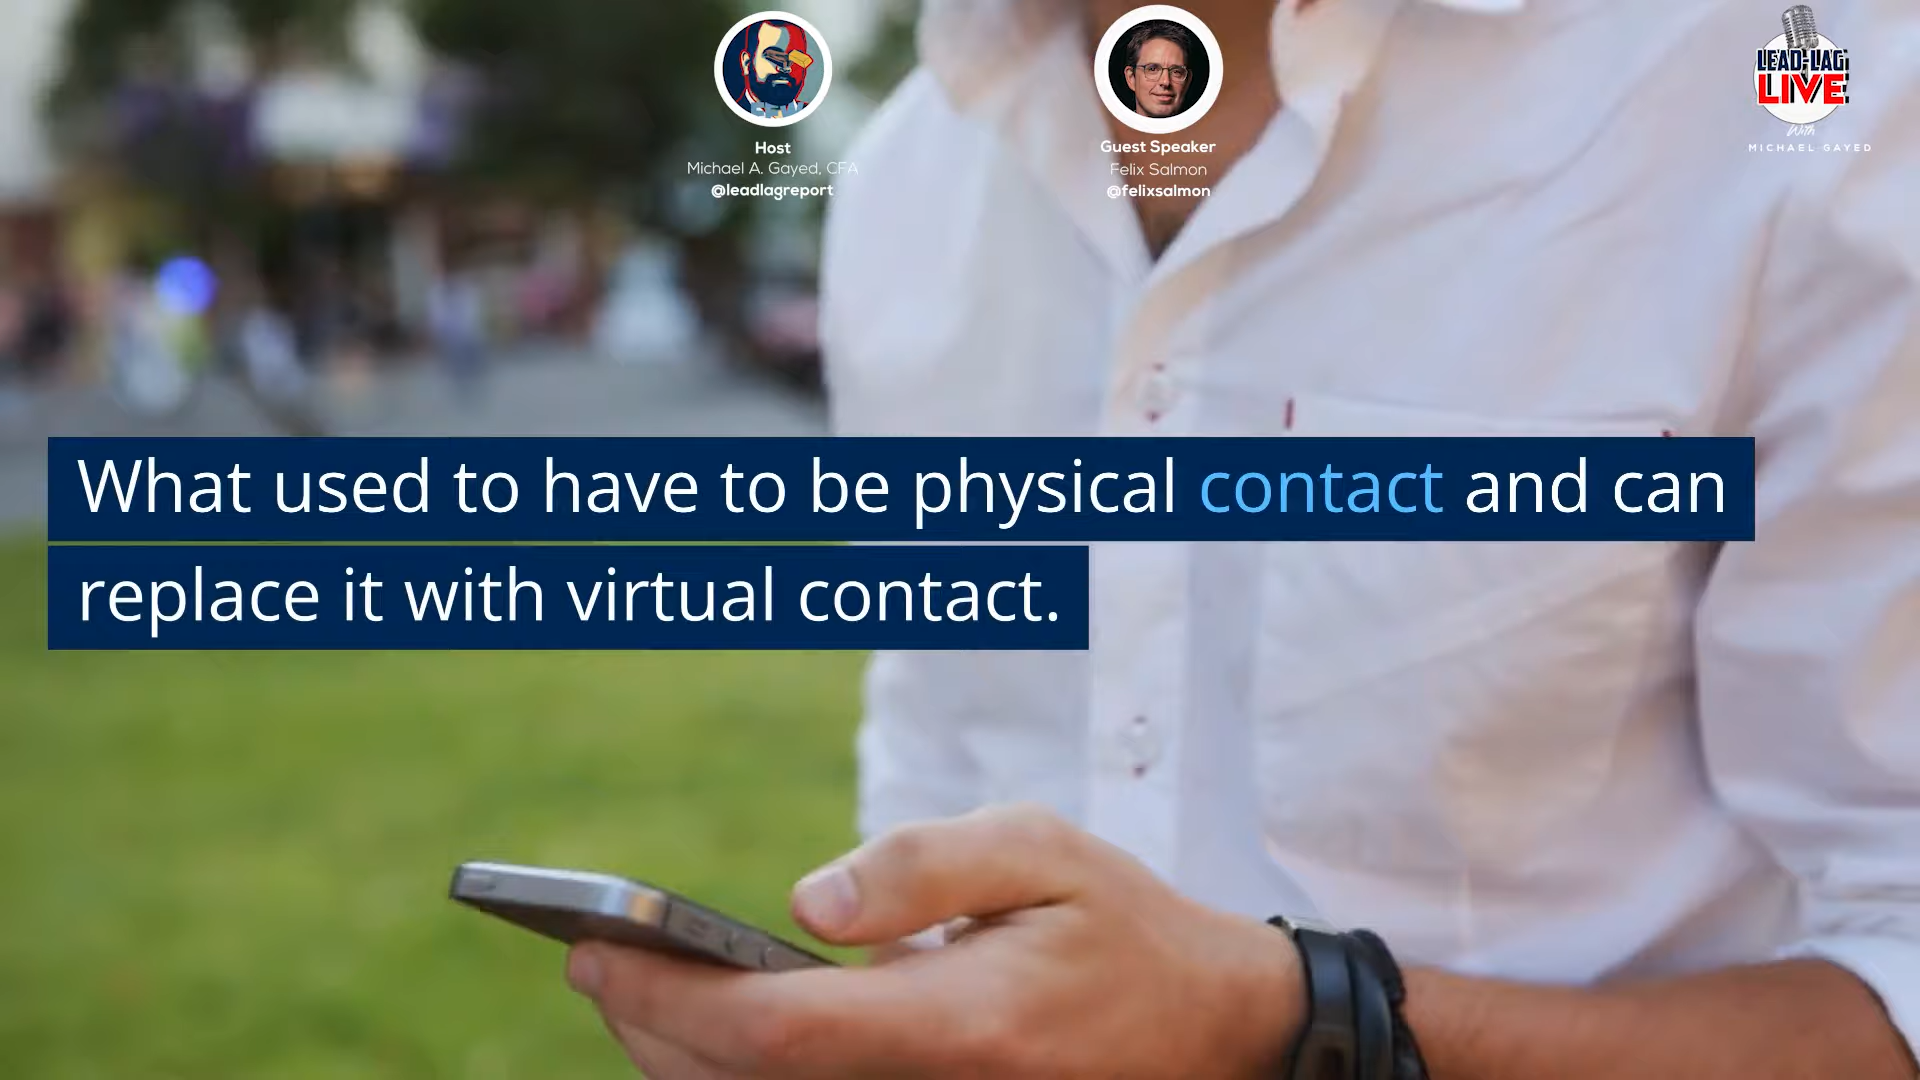 Host
Michael A. Gayed, CFA
@leadlagreport
Guest Speaker
Felix Salmon
@felixsalmon
LEAD-LAG
LIVE
With
MICHAEL GAYED
What used to have to be physical contact and can
replace it with virtual contact.